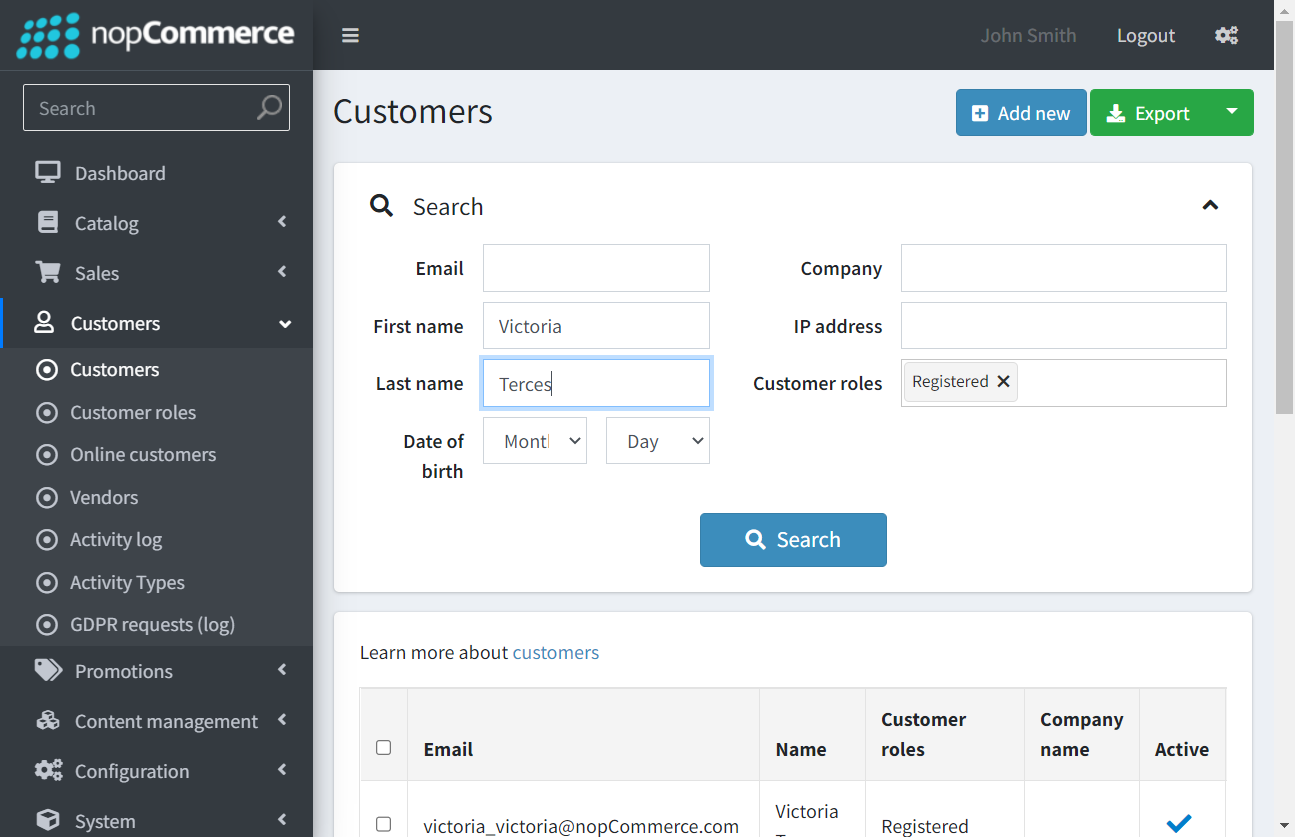 nopCommerce
John Smith
Logout
Search
Dashboard
Catalog
Sales
Customers
Customers
Customer roles
Online customers
Vendors
Activity log
Activity Types
GDPR requests (log)
Promotions
Content management
Configuration
System
Customers
Add new
Export
Search
Email
Company
First name
Victoria
IP address
Last name
Terces
Customer roles
Registered
Date of
birth
Day
Search
Learn more about customers
Email
Name
Customer
roles
Company
name
Active
victoria_victoria@nopCommerce.com
Victoria
Registered